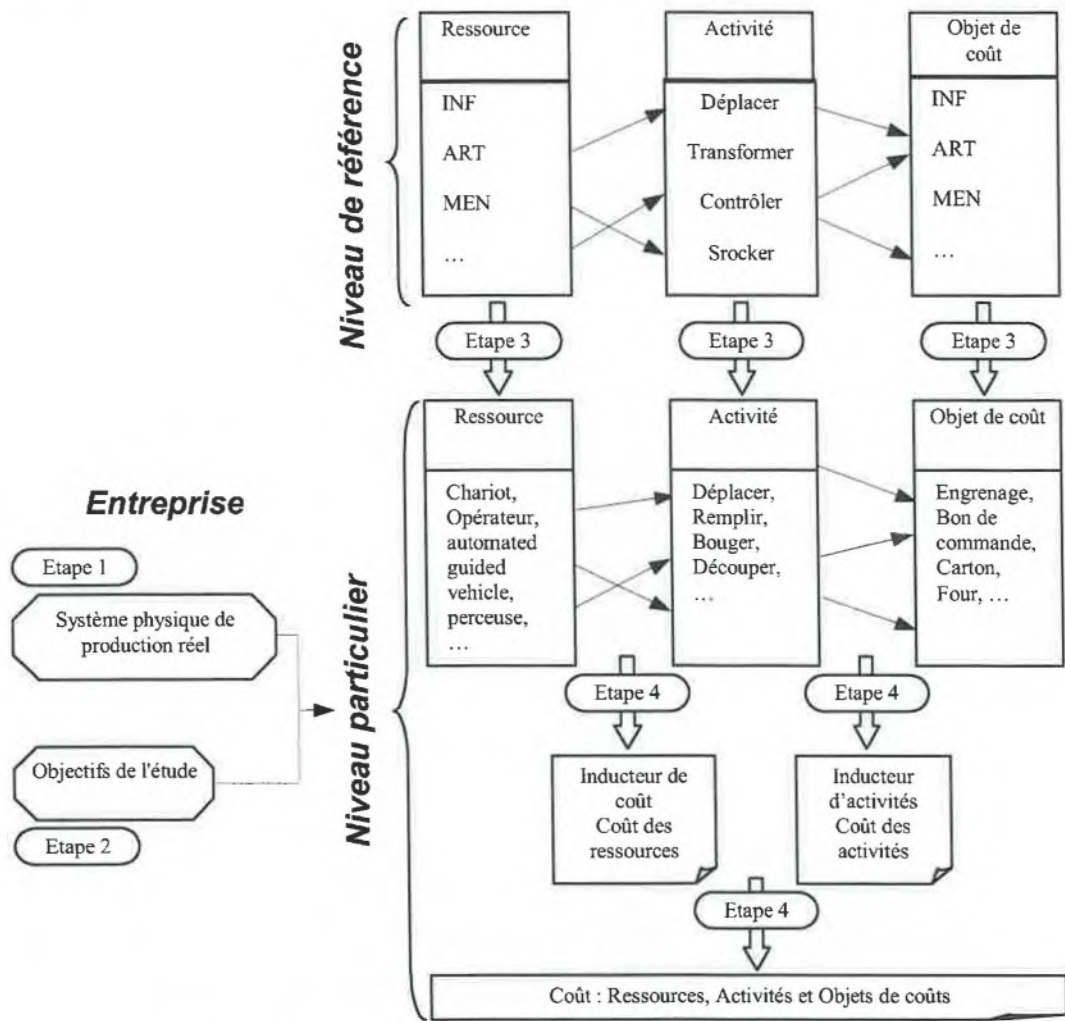 Niveau de référence
Ressource
INF
ART
MEN
...
Activité
Déplacer
Transformer
Contrôler
Srocker
Objet de
coût
INF
ART
MEN
...
Etape 3
Etape 3
Etape 3
Entreprise
Etape 1
Système physique de
production réel
Objectifs de l'étude
Etape 2
Niveau particulier
Ressource
Chariot,
Opérateur,
automated
guided
vehicle,
perceuse,
...
Activité
Déplacer,
Remplir,
Bouger,
Découper,
...
Objet de coût
Engrenage,
Bon de
commande,
Carton,
Four, ...
Etape 4
Etape 4
Inducteur de
coût
Coût des
ressources
Inducteur
d'activités
Coût des
activités
Etape 4
Coût : Ressources, Activités et Objets de coûts